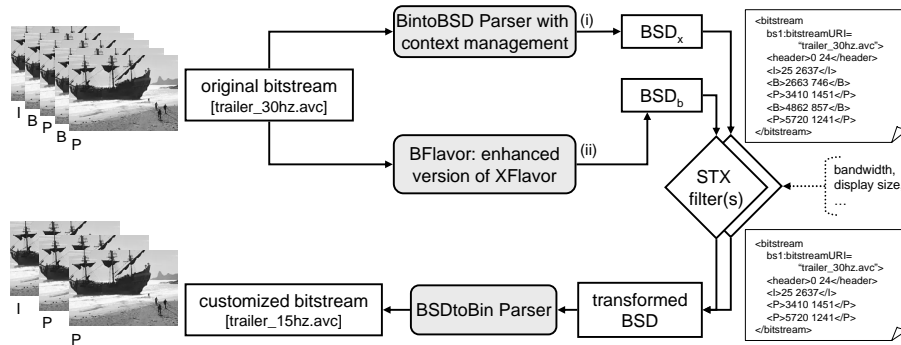 BintoBSD Parser with
context management
(i)
BSDx
original bitstream
[trailer_30hz.avc]
I
B
P
B
P
BSDb
BFlavor: enhanced
version of XFlavor
(ii)
STX
filter(s)
bandwidth,
display size
...
<bitstream
bs1:bitstreamURI=
"trailer_30hz.avc">
<header>0 24</header>
<I>25 2637</I>
<B>2663 746</B>
<P>3410 1451</P>
<B>4862 857</B>
<P>5720 1241</P>
</bitstream>
I
P
P
customized bitstream
[trailer_15hz.avc]
BSDtoBin Parser
transformed
BSD
<bitstream
bs1:bitstreamURI=
"trailer_30hz.avc">
<header>0 24</header>
<I>25 2637</I>
<P>3410 1451</P>
<P>5720 1241</P>
</bitstream>